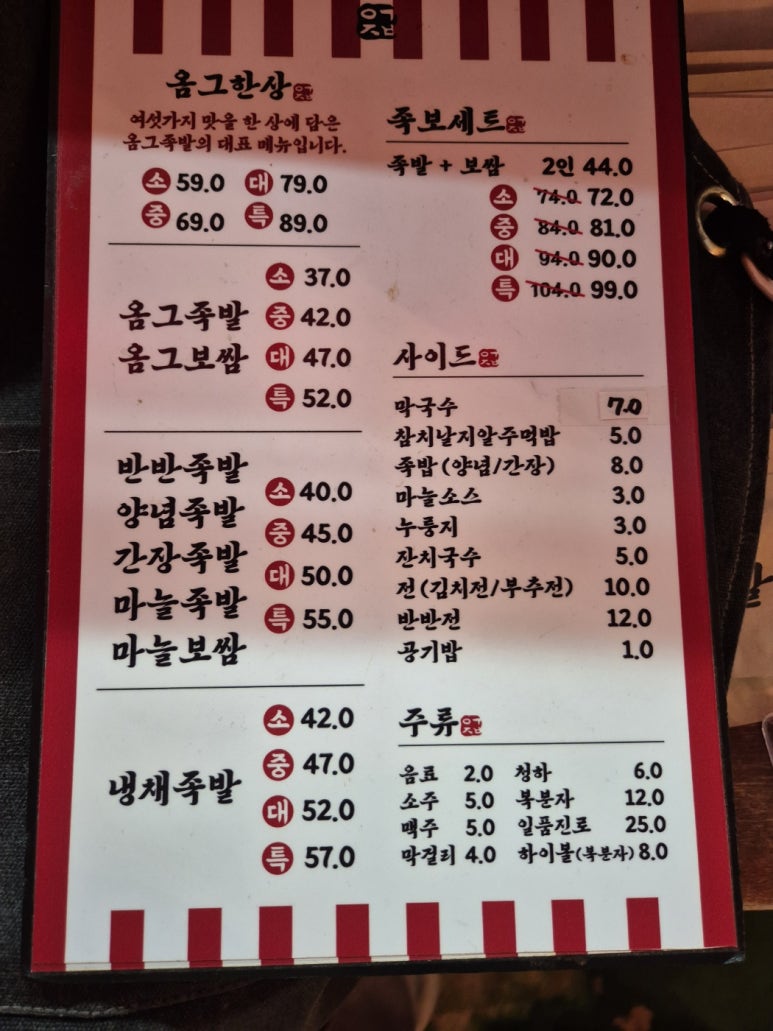 옴그한상
여섯가지 맛을 한 상에 담은
옴그족발의 대표 메뉴입니다.
소 59.0 대 79.0
중 69.0 특 89.0
소 37.0
옴그족발 중 42.0
옴그보쌈 대 47.0
특 52.0
반반족발
양념족발
간장족발
마늘족발
마늘보쌈
소 40.0
중 45.0
대 50.0
특 55.0
냉채족발
소 42.0
중 47.0
대 52.0
특 57.0
족보세트
족발 + 보쌈 2인 44.0
소 74.0 72.0
중 84.0 81.0
대 94.0 90.0
특 104.0 99.0
사이드
막국수 7.0
참치날치알주먹밥 5.0
족밥(양념/간장) 8.0
마늘소스 3.0
누룽지 3.0
잔치국수 5.0
전(김치전/부추전) 10.0
반반전 12.0
공기밥 1.0
주류
음료 2.0 청하 6.0
소주 5.0 복분자 12.0
맥주 5.0 일품진로 25.0
막걸리 4.0 하이볼(복분자) 8.0